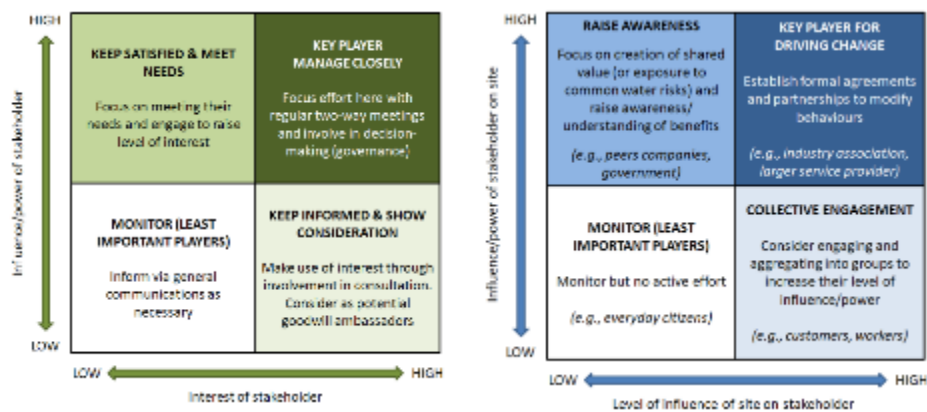 HIGH
Influence/power of stakeholder
LOW
KEEP SATISFIED & MEET
NEEDS
Focus on meeting their
needs and engage to raise
level of interest
KEY PLAYER
MANAGE CLOSELY
Focus effort here with
regular two-way meetings
and involve in decision-
making (governance)
MONITOR (LEAST
IMPORTANT PLAYERS)
Inform via general
communications as
necessary
KEEP INFORMED & SHOW
CONSIDERATION
Make use of interest through
involvement in consultation.
Consider as potential
goodwill ambassadors
LOW
HIGH
Interest of stakeholder
HIGH
Influence/power of stakeholder on site
LOW
RAISE AWARENESS
Focus on creation of shared
value (or exposure to
common water risks) and
raise awareness/
understanding of benefits
(e.g., peers companies,
government)
KEY PLAYER FOR
DRIVING CHANGE
Establish formal agreements
and partnerships to modify
behaviours
(e.g., industry association,
larger service provider)
MONITOR (LEAST
IMPORTANT PLAYERS)
Monitor but no active effort
(e.g., everyday citizens)
COLLECTIVE ENGAGEMENT
Consider engaging and
aggregating into groups to
increase their level of
influence/power
(e.g., customers, workers)
LOW
HIGH
Level of influence of site on stakeholder